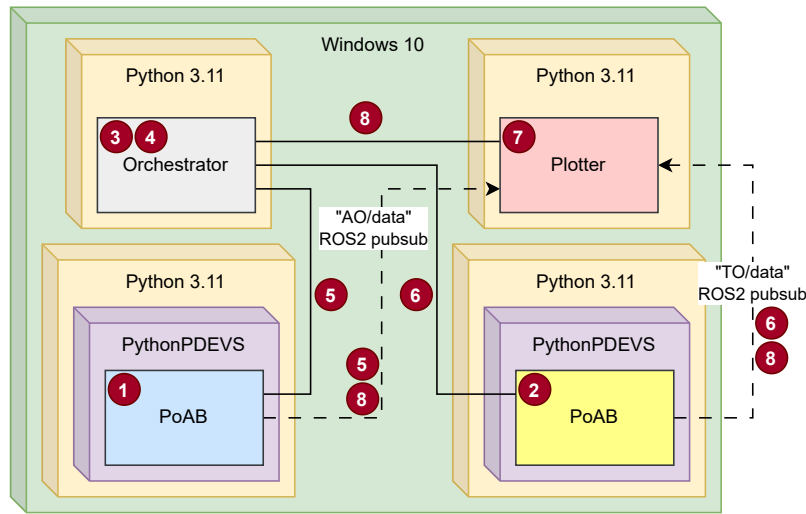 Windows 10
Python 3.11
Python 3.11
8
3
4
7
Orchestrator
Plotter
"AO/data"
ROS2 pubsub
Python 3.11
Python 3.11
"TO/data"
ROS2 pubsub
5
6
6
PythonPDEVS
PythonPDEVS
8
5
1
2
8
PoAB
PoAB